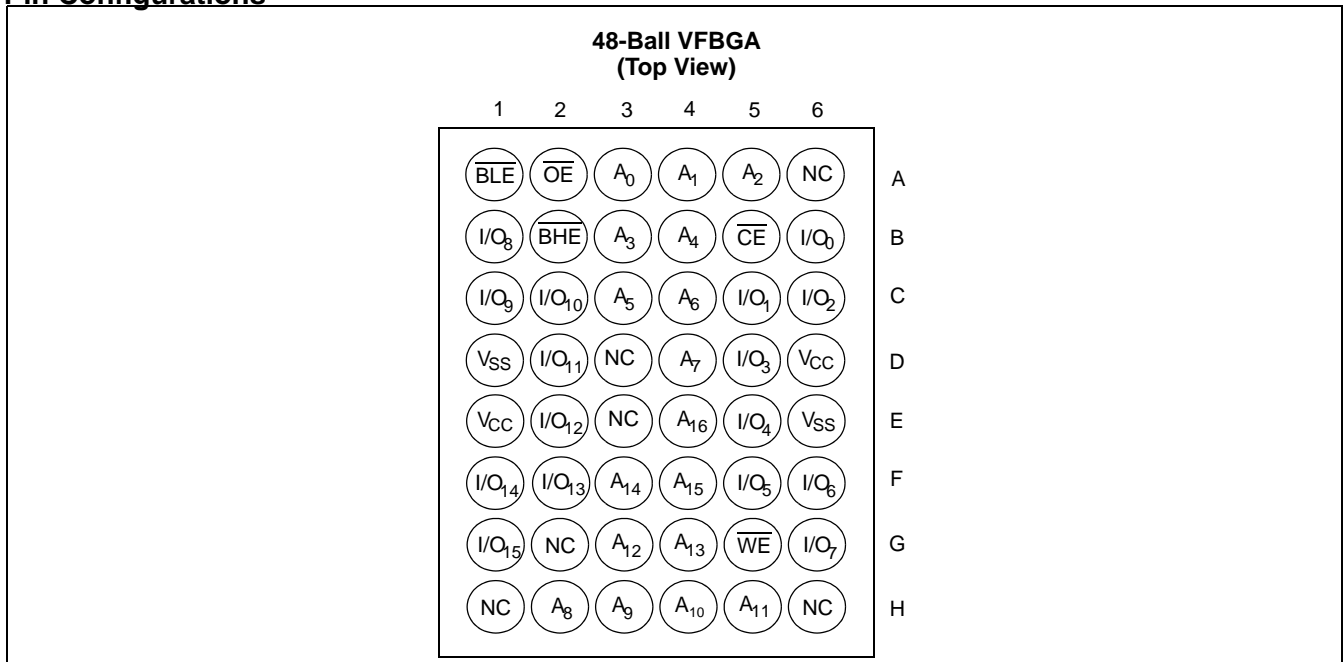 Pin Configurations
48-Ball VFBGA
(Top View)
1 2 3 4 5 6
BLE OE A0 A1 A2 NC A
I/O8 BHE A3 A4 CE I/O0 B
I/O9 I/O10 A5 A6 I/O1 I/O2 C
VSS I/O11 NC A7 I/O3 VCC D
VCC I/O12 NC A16 I/O4 VSS E
I/O14 I/O13 A14 A15 I/O5 I/O6 F
I/O15 NC A12 A13 WE I/O7 G
NC A8 A9 A10 A11 NC H